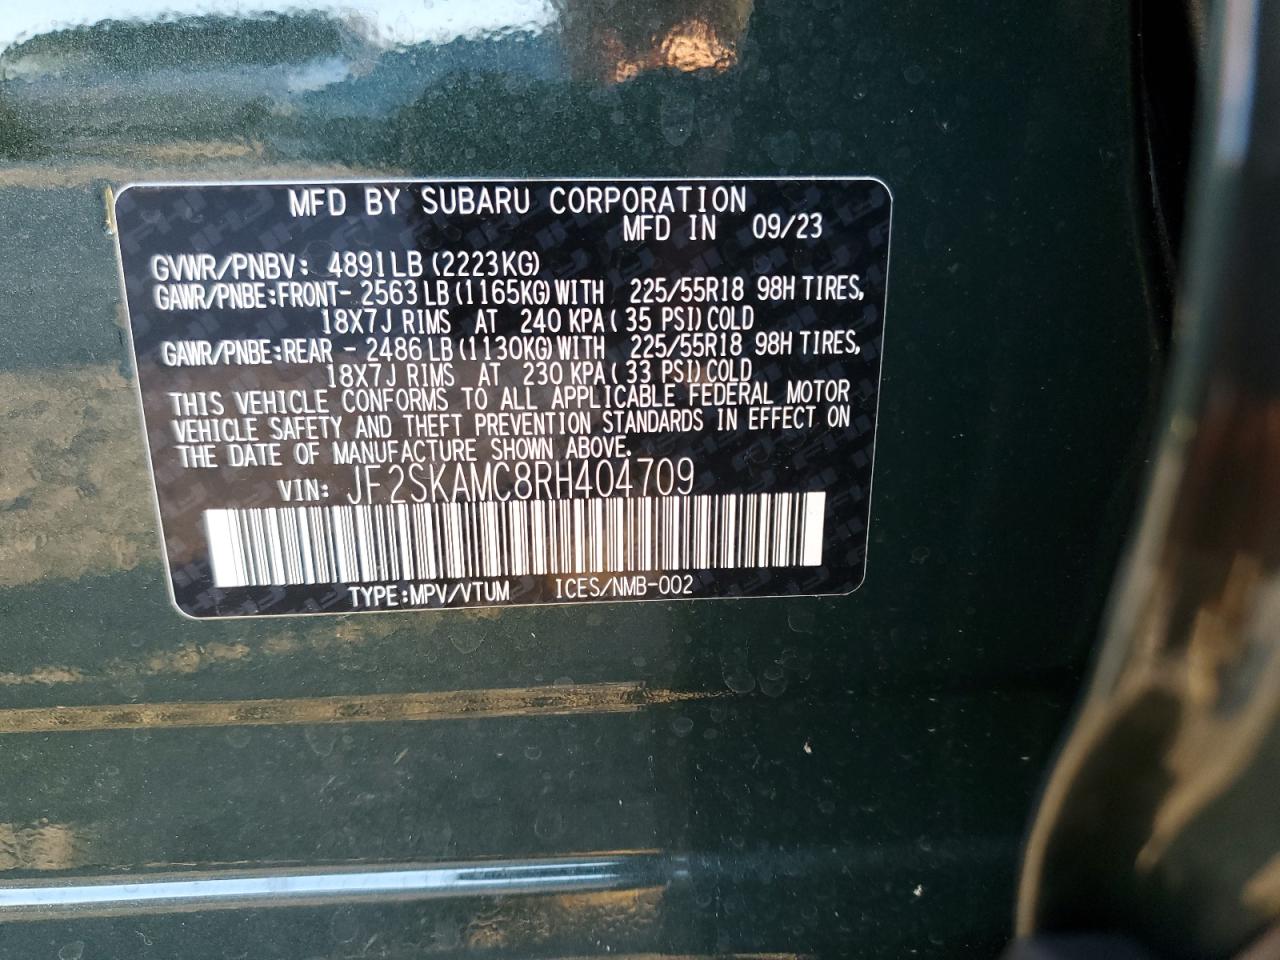 MFD BY SUBARU CORPORATION
MFD IN 09/23
GVWR/PNBV: 4891LB(2223KG)
GAWR/PNBE:FRONT- 2563LB(1165KG)WITH 225/55R18 98H TIRES,
18X7J RIMS AT 240 KPA(35 PSI)COLD
GAWR/PNBE:REAR - 2486LB(1130KG)WITH 225/55R18 98H TIRES,
18X7J RIMS AT 230 KPA(33 PSI)COLD
THIS VEHICLE CONFORMS TO ALL APPLICABLE FEDERAL MOTOR
VEHICLE SAFETY AND THEFT PREVENTION STANDARDS IN EFFECT ON
THE DATE OF MANUFACTURE SHOWN ABOVE.
VIN: JF2SKAMC8RH404709
TYPE:MPV/VTUM ICES/NMB-002